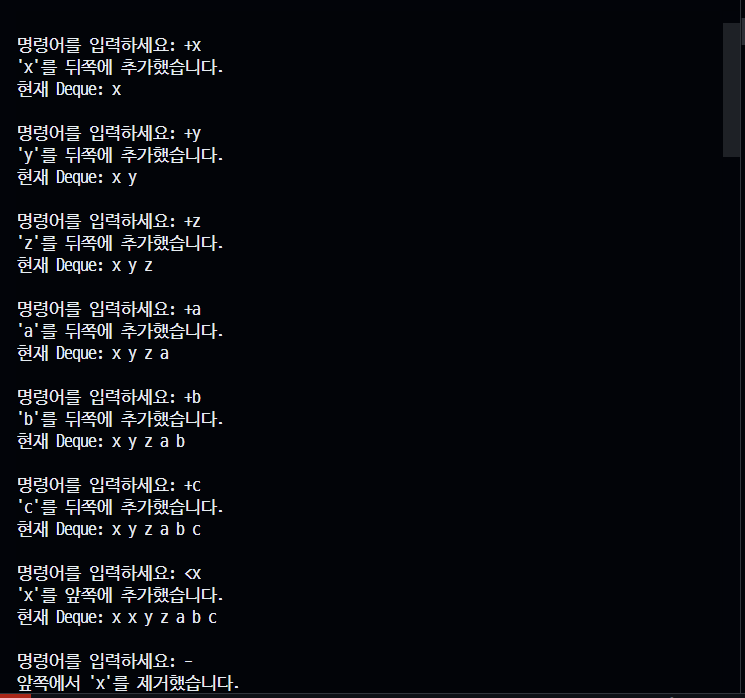 명령어를 입력하세요: +x
'x'를 뒤쪽에 추가했습니다.
현재 Deque: x
명령어를 입력하세요: +y
'y'를 뒤쪽에 추가했습니다.
현재 Deque: x y
명령어를 입력하세요: +z
'z'를 뒤쪽에 추가했습니다.
현재 Deque: x y z
명령어를 입력하세요: +a
'a'를 뒤쪽에 추가했습니다.
현재 Deque: x y z a
명령어를 입력하세요: +b
'b'를 뒤쪽에 추가했습니다.
현재 Deque: x y z a b
명령어를 입력하세요: +c
'c'를 뒤쪽에 추가했습니다.
현재 Deque: x y z a b c
명령어를 입력하세요: <x
'x'를 앞쪽에 추가했습니다.
현재 Deque: x x y z a b c
명령어를 입력하세요: -
앞쪽에서 'x'를 제거했습니다.